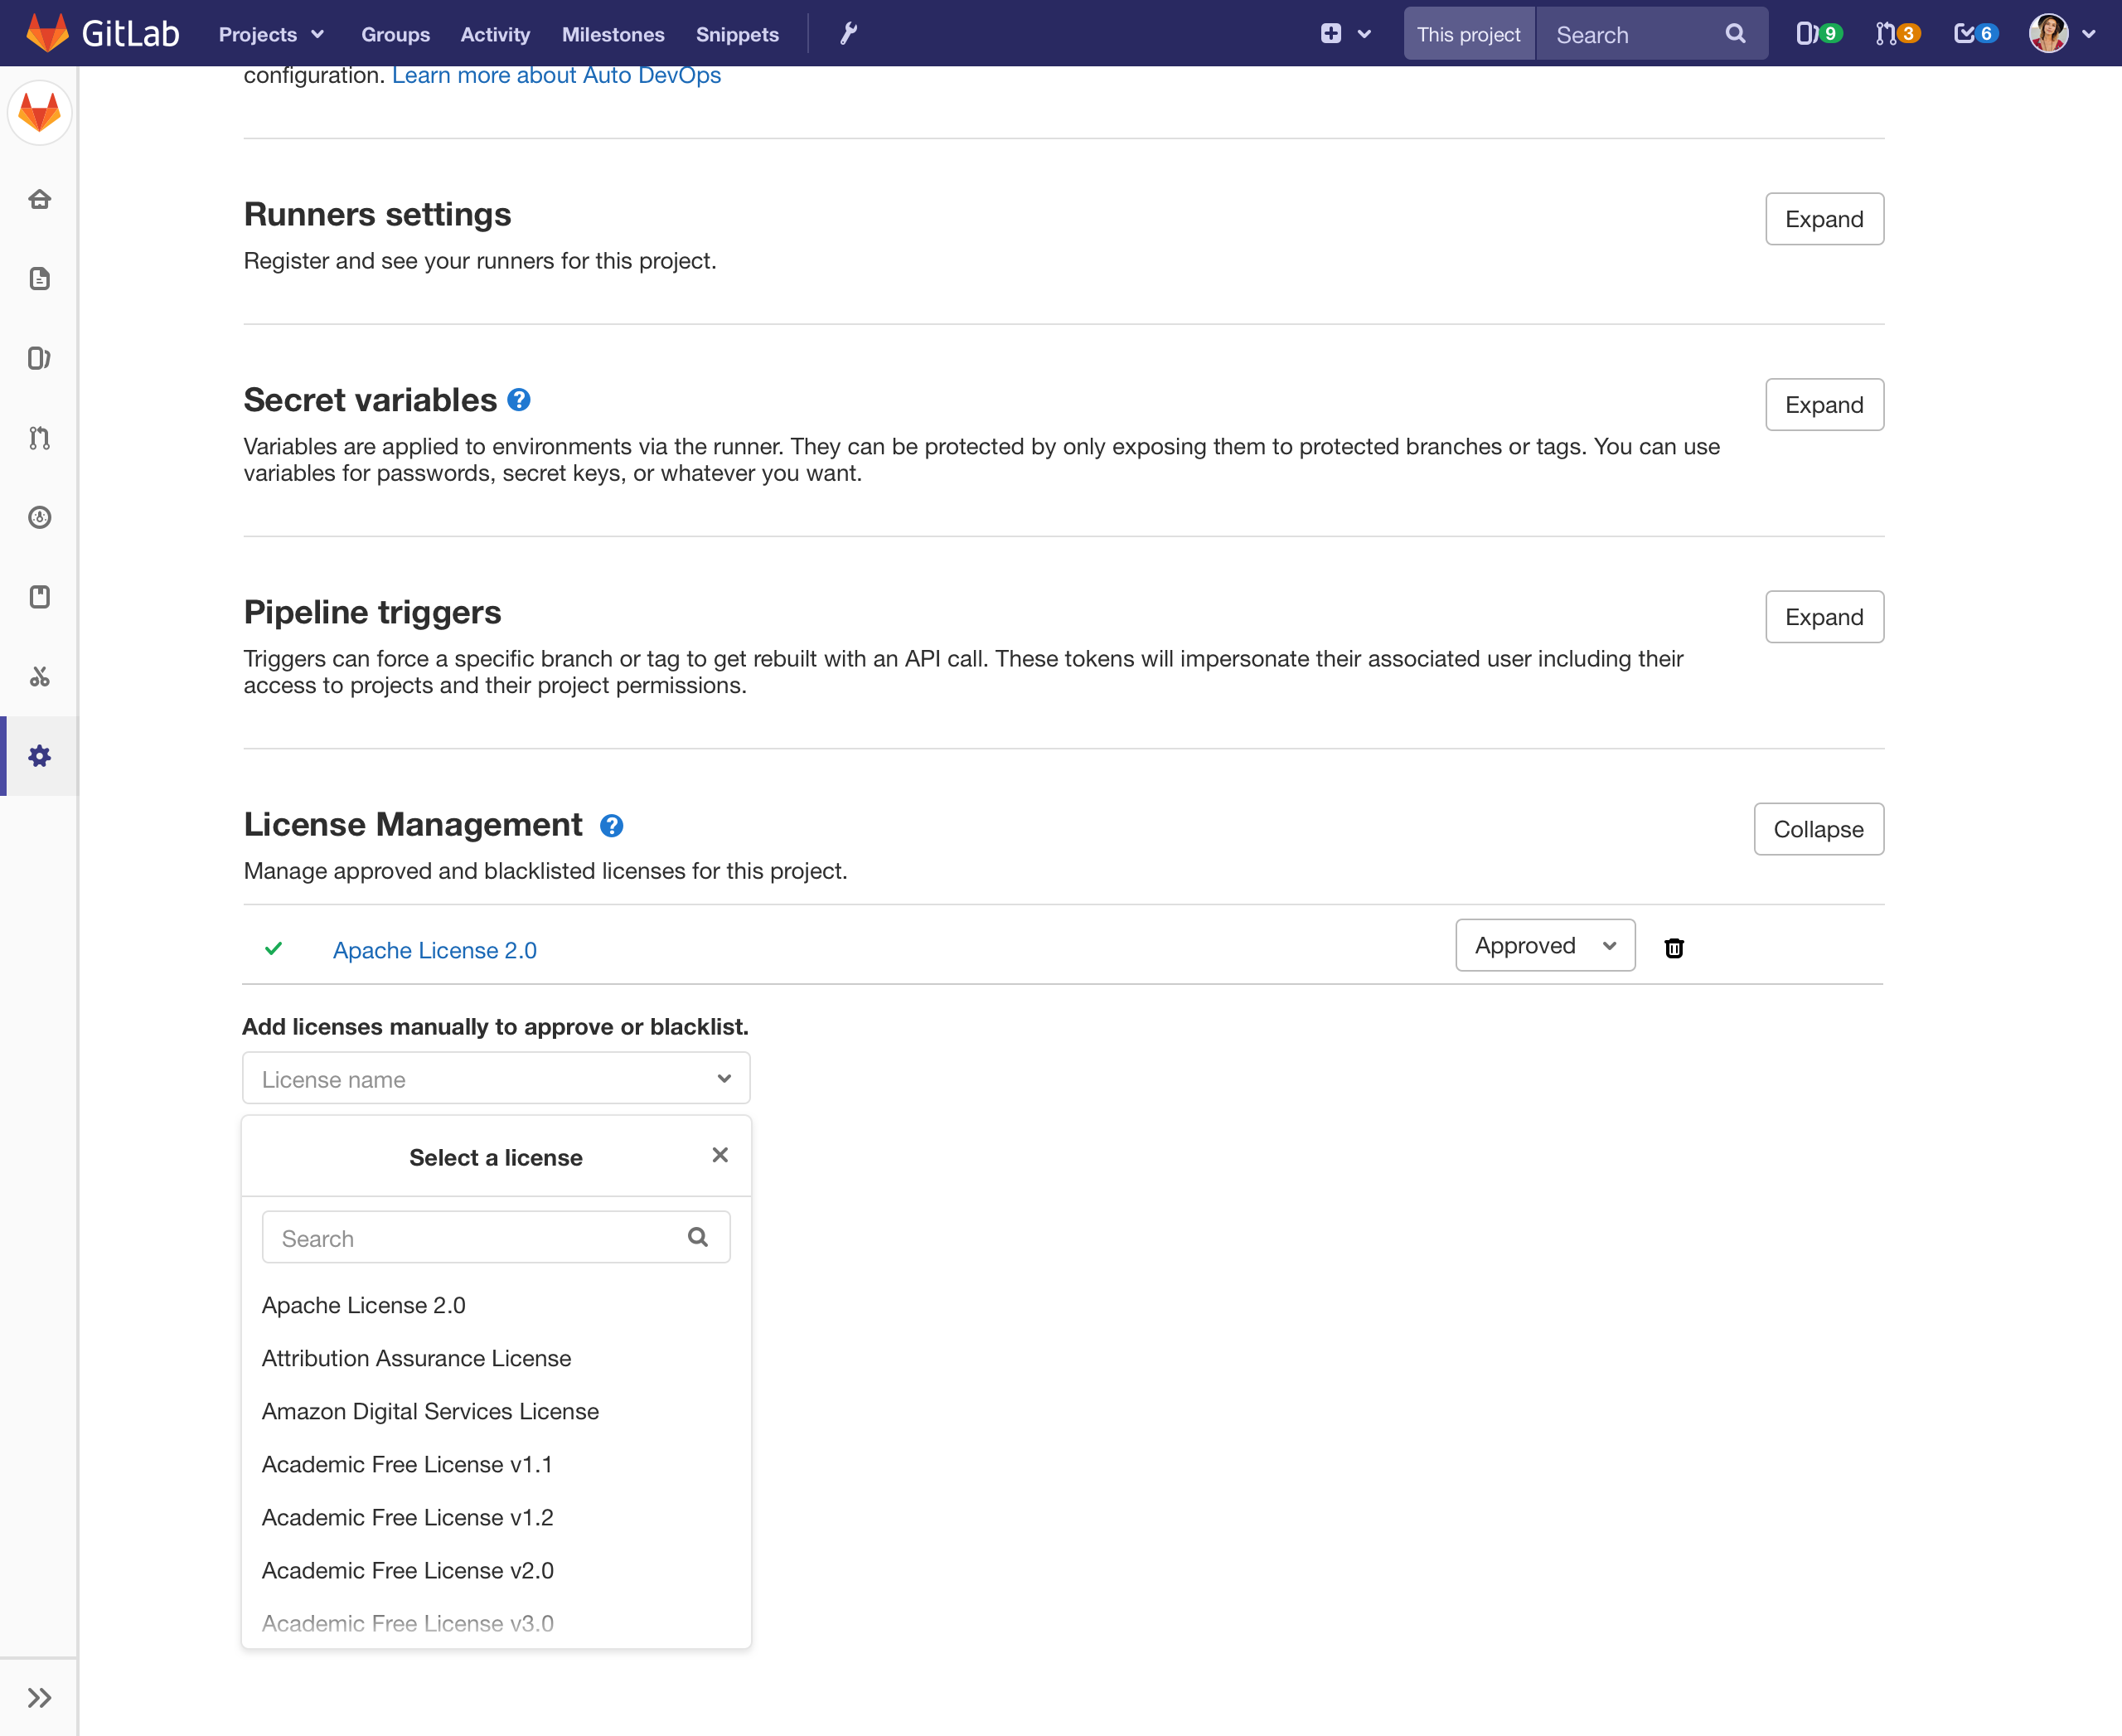 GitLab Projects Groups Activity Milestones Snippets This project Search 9 3 6
configuration. Learn more about Auto DevOps
Runners settings
Expand
Register and see your runners for this project.
Secret variables ?
Expand
Variables are applied to environments via the runner. They can be protected by only exposing them to protected branches or tags. You can use
variables for passwords, secret keys, or whatever you want.
Pipeline triggers
Expand
Triggers can force a specific branch or tag to get rebuilt with an API call. These tokens will impersonate their associated user including their
access to projects and their project permissions.
License Management ?
Collapse
Manage approved and blacklisted licenses for this project.
Apache License 2.0 Approved
Add licenses manually to approve or blacklist.
License name
Select a license
Search
Apache License 2.0
Attribution Assurance License
Amazon Digital Services License
Academic Free License v1.1
Academic Free License v1.2
Academic Free License v2.0
Academic Free License v3.0